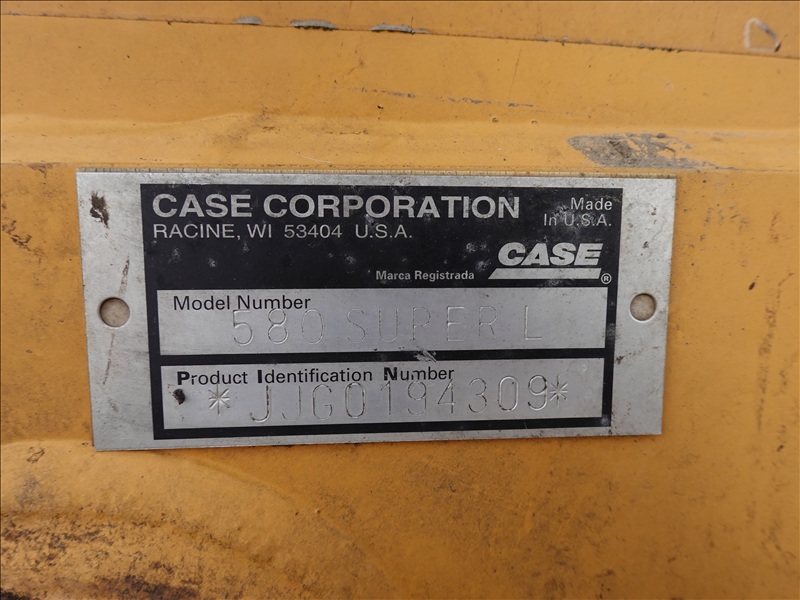 CASE CORPORATION
RACINE, WI 53404 U.S.A.
Made
In U.S.A.
CASE
®
Marca Registrada
Model Number
580 SUPER L
Product Identification Number
*JJG0194309*